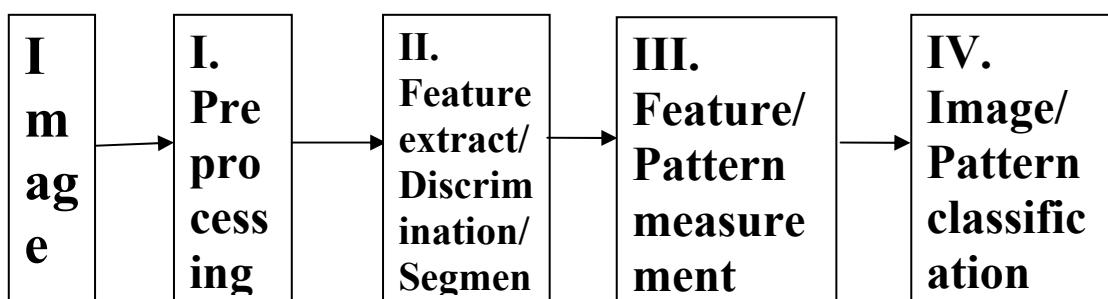 I
m
ag
e
I.
Pre
pro
cess
ing
II.
Feature
extract/
Discrim
ination/
Segmen
III.
Feature/
Pattern
measure
ment
IV.
Image/
Pattern
classific
ation